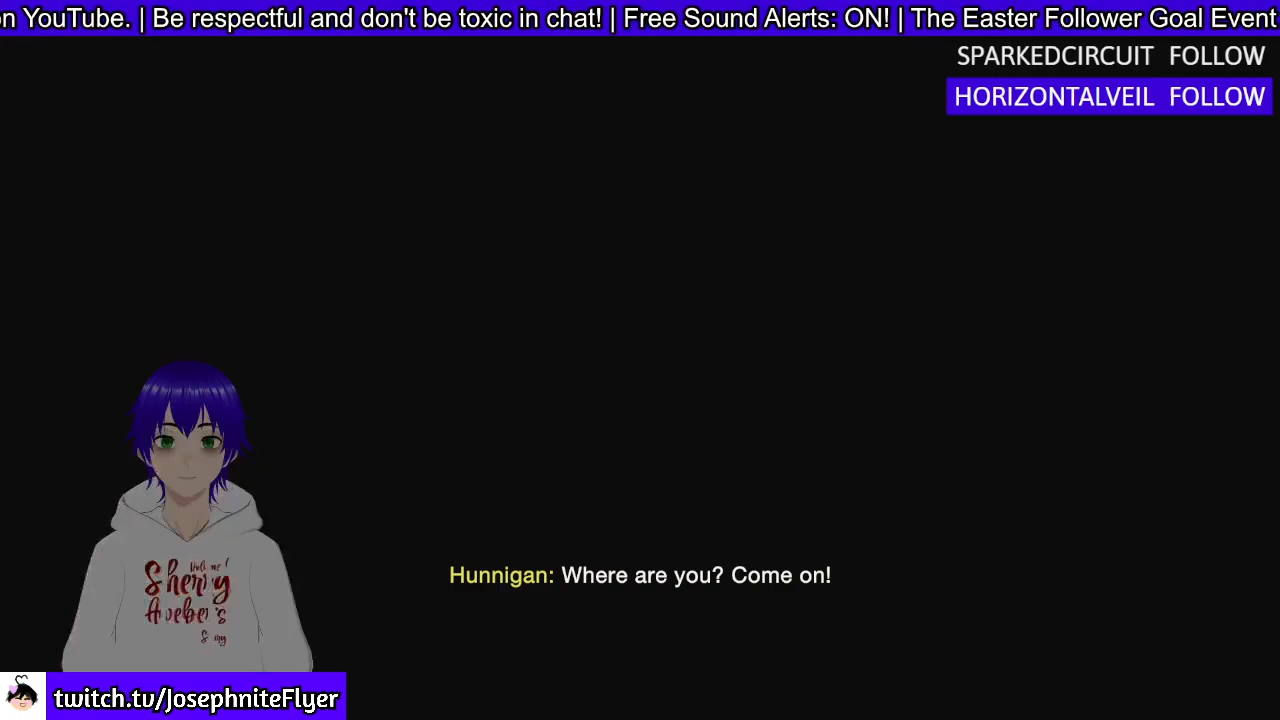 on YouTube. | Be respectful and don't be toxic in chat! | Free Sound Alerts: ON! | The Easter Follower Goal Event
SPARKEDCIRCUIT FOLLOW
HORIZONTALVEIL FOLLOW
Hunnigan: Where are you? Come on!
Sherry
twitch.tv/JosephniteFlyer